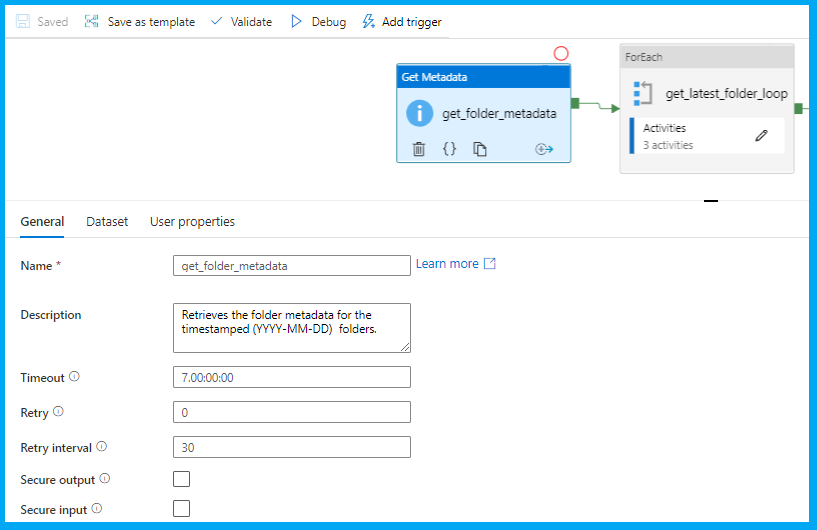 Saved Save as template Validate Debug Add trigger
Get Metadata
get_folder_metadata
{}
ForEach
get_latest_folder_loop
Activities
3 activities
General Dataset User properties
Name * get_folder_metadata Learn more
Description Retrieves the folder metadata for the
timestamped (YYYY-MM-DD) folders.
Timeout 7.00:00:00
Retry 0
Retry interval 30
Secure output
Secure input